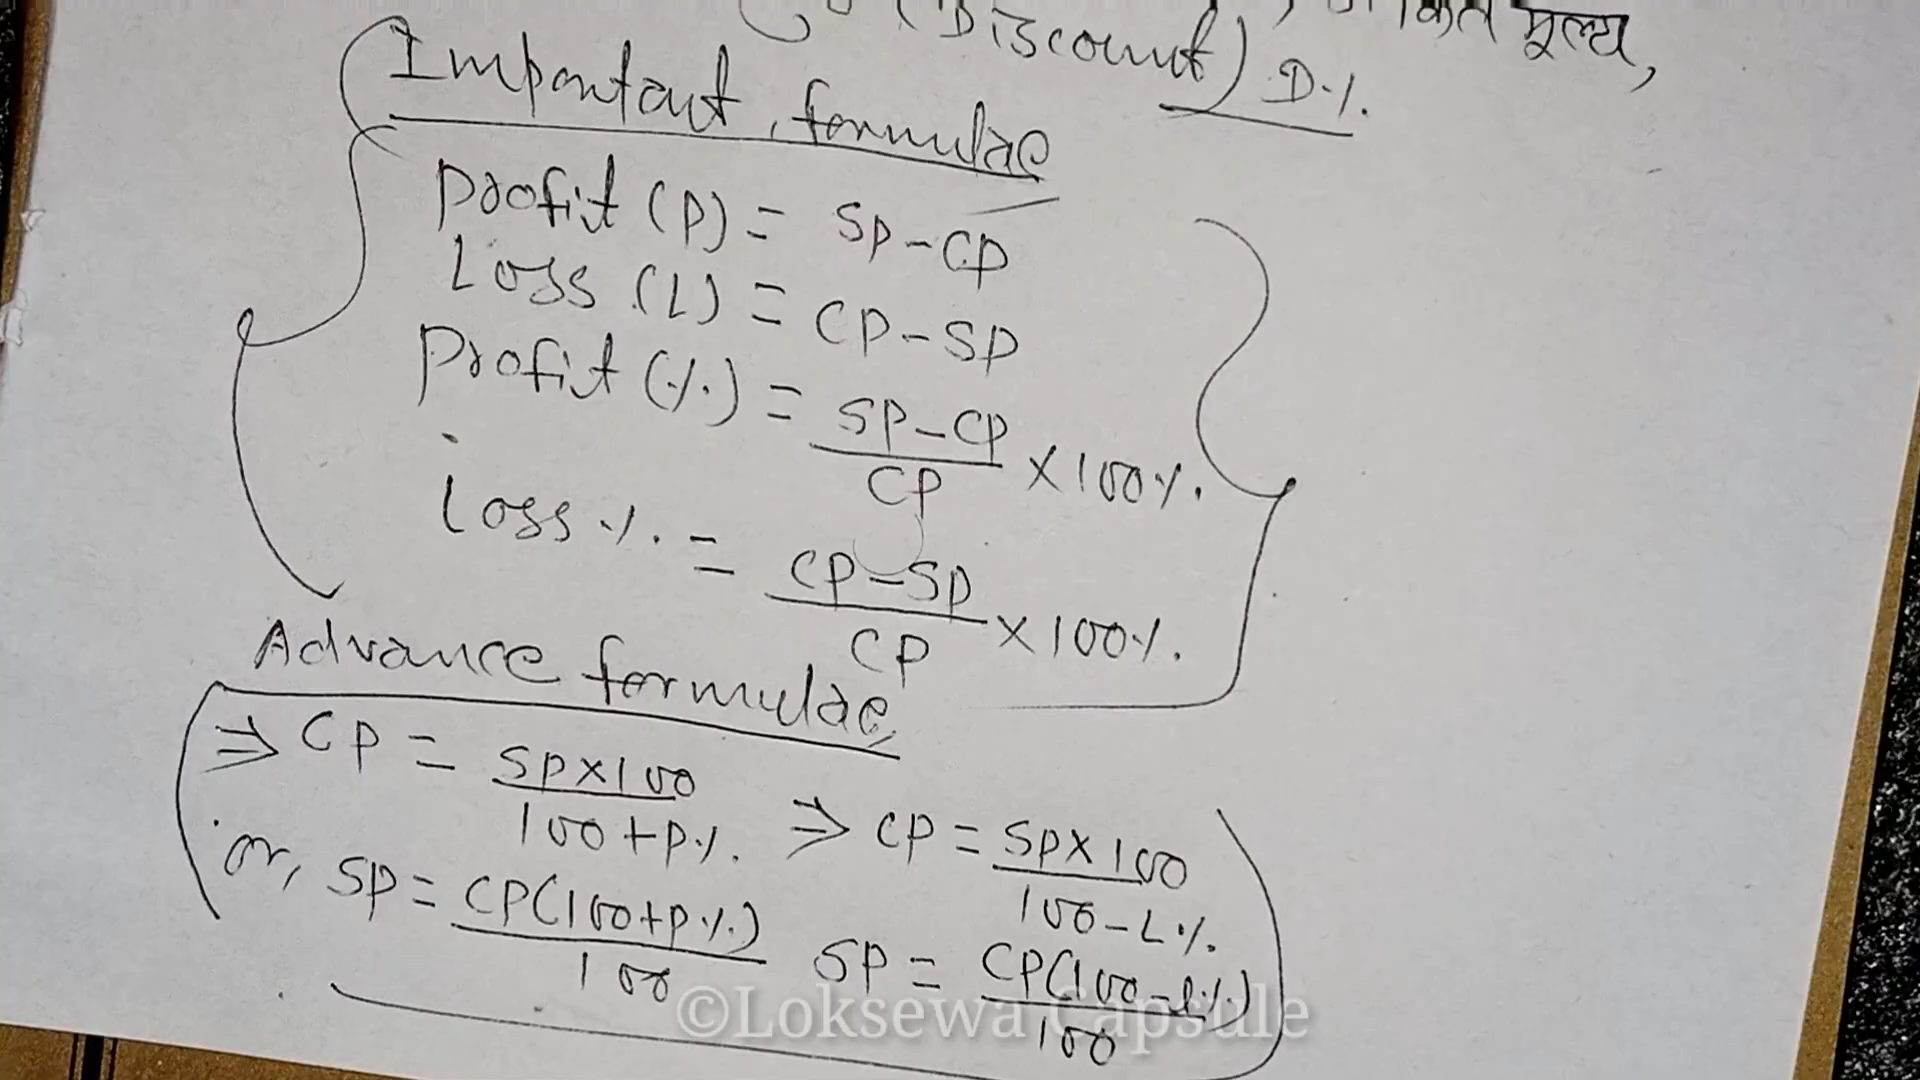 (Discount) D% मूल्य,
Important formulae
Profit (P) = SP-CP
Loss (L) = CP-SP
Profit (%) = SP-CP/CP × 100%.
Loss % = CP-SP/CP × 100%.
Advance formulae
⇒ CP = SP×100/100+P%. ⇒ CP = SP×100/100-L%.
or, SP = CP(100+P%)/100 SP = CP(100-l%)/100
©Loksewa Capsule